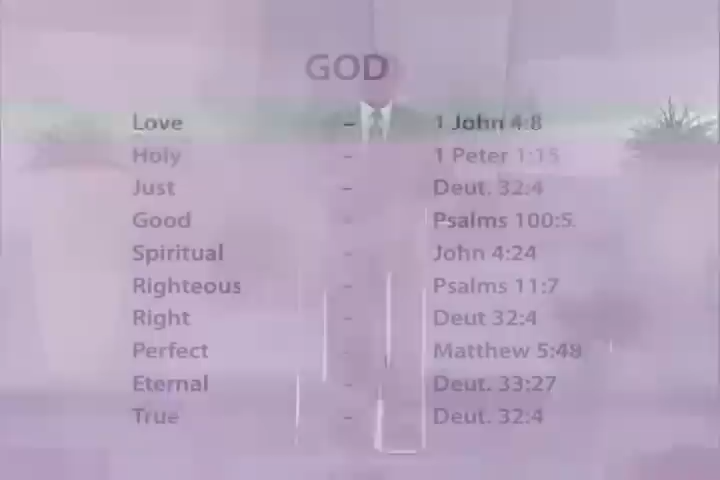 GOD
Love - 1 John 4:8
Holy - 1 Peter 1:15
Just - Deut. 32:4
Good - Psalms 100:5
Spiritual - John 4:24
Righteous - Psalms 11:7
Right - Deut 32:4
Perfect - Matthew 5:48
Eternal - Deut. 33:27
True - Deut. 32:4